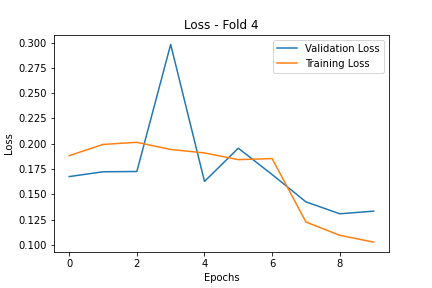 Loss - Fold 4
Validation Loss
Training Loss
0.300
0.275
0.250
0.225
0.200
0.175
0.150
0.125
0.100
Loss
0 2 4 6 8
Epochs